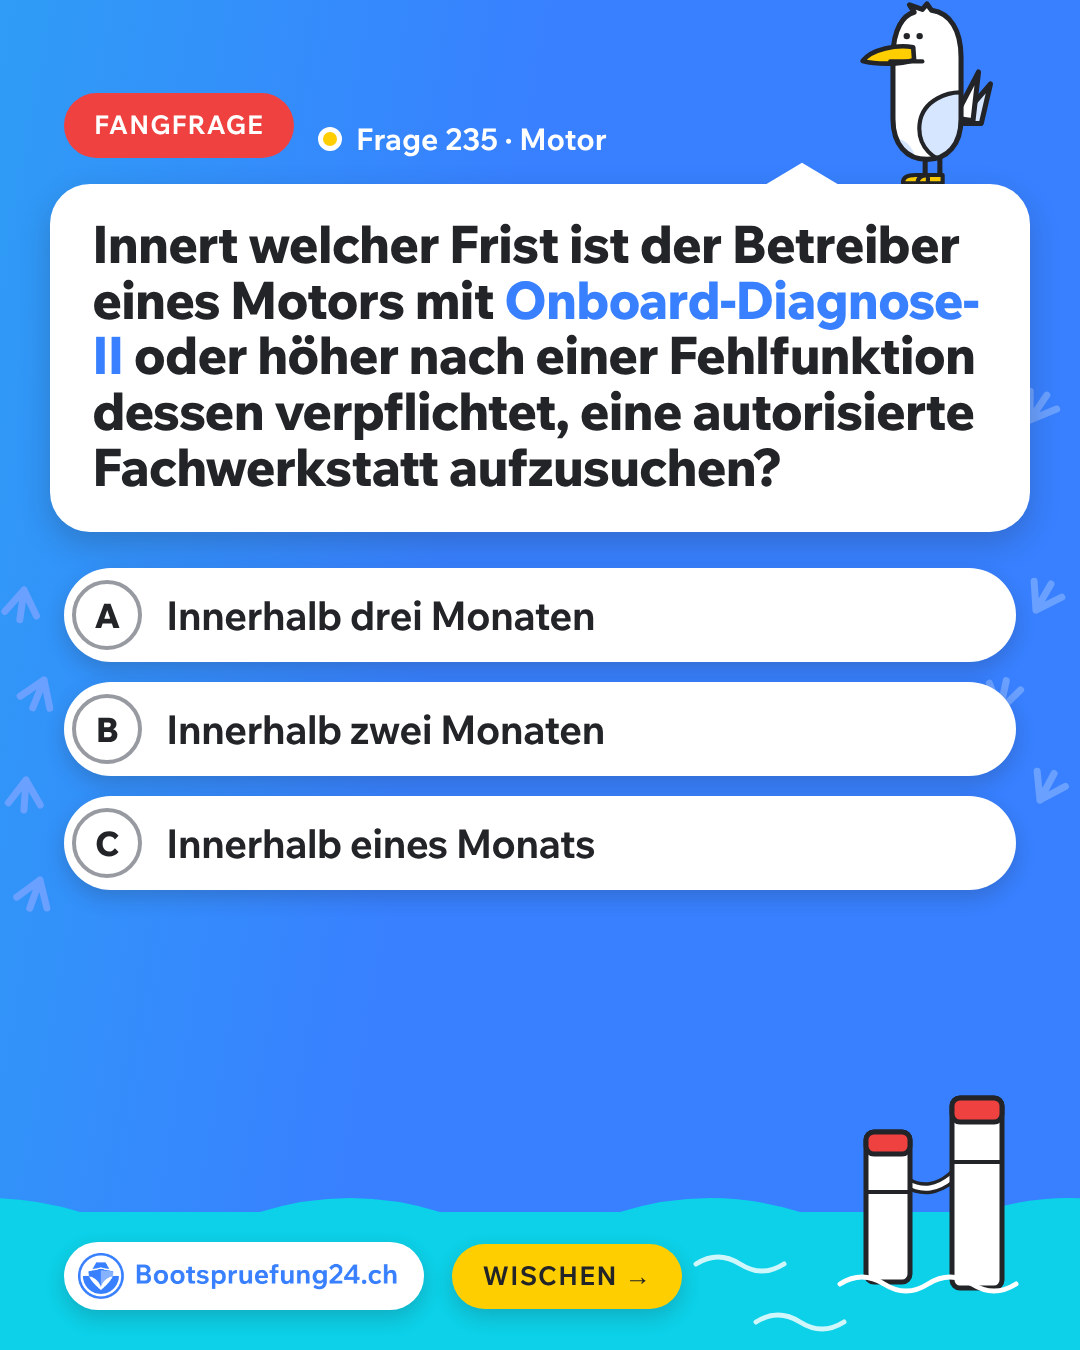 FANGFRAGE
Frage 235 · Motor
Innert welcher Frist ist der Betreiber
eines Motors mit Onboard-Diagnose-
II oder höher nach einer Fehlfunktion
dessen verpflichtet, eine autorisierte
Fachwerkstatt aufzusuchen?
A Innerhalb drei Monaten
B Innerhalb zwei Monaten
C Innerhalb eines Monats
Bootspruefung24.ch
WISCHEN →